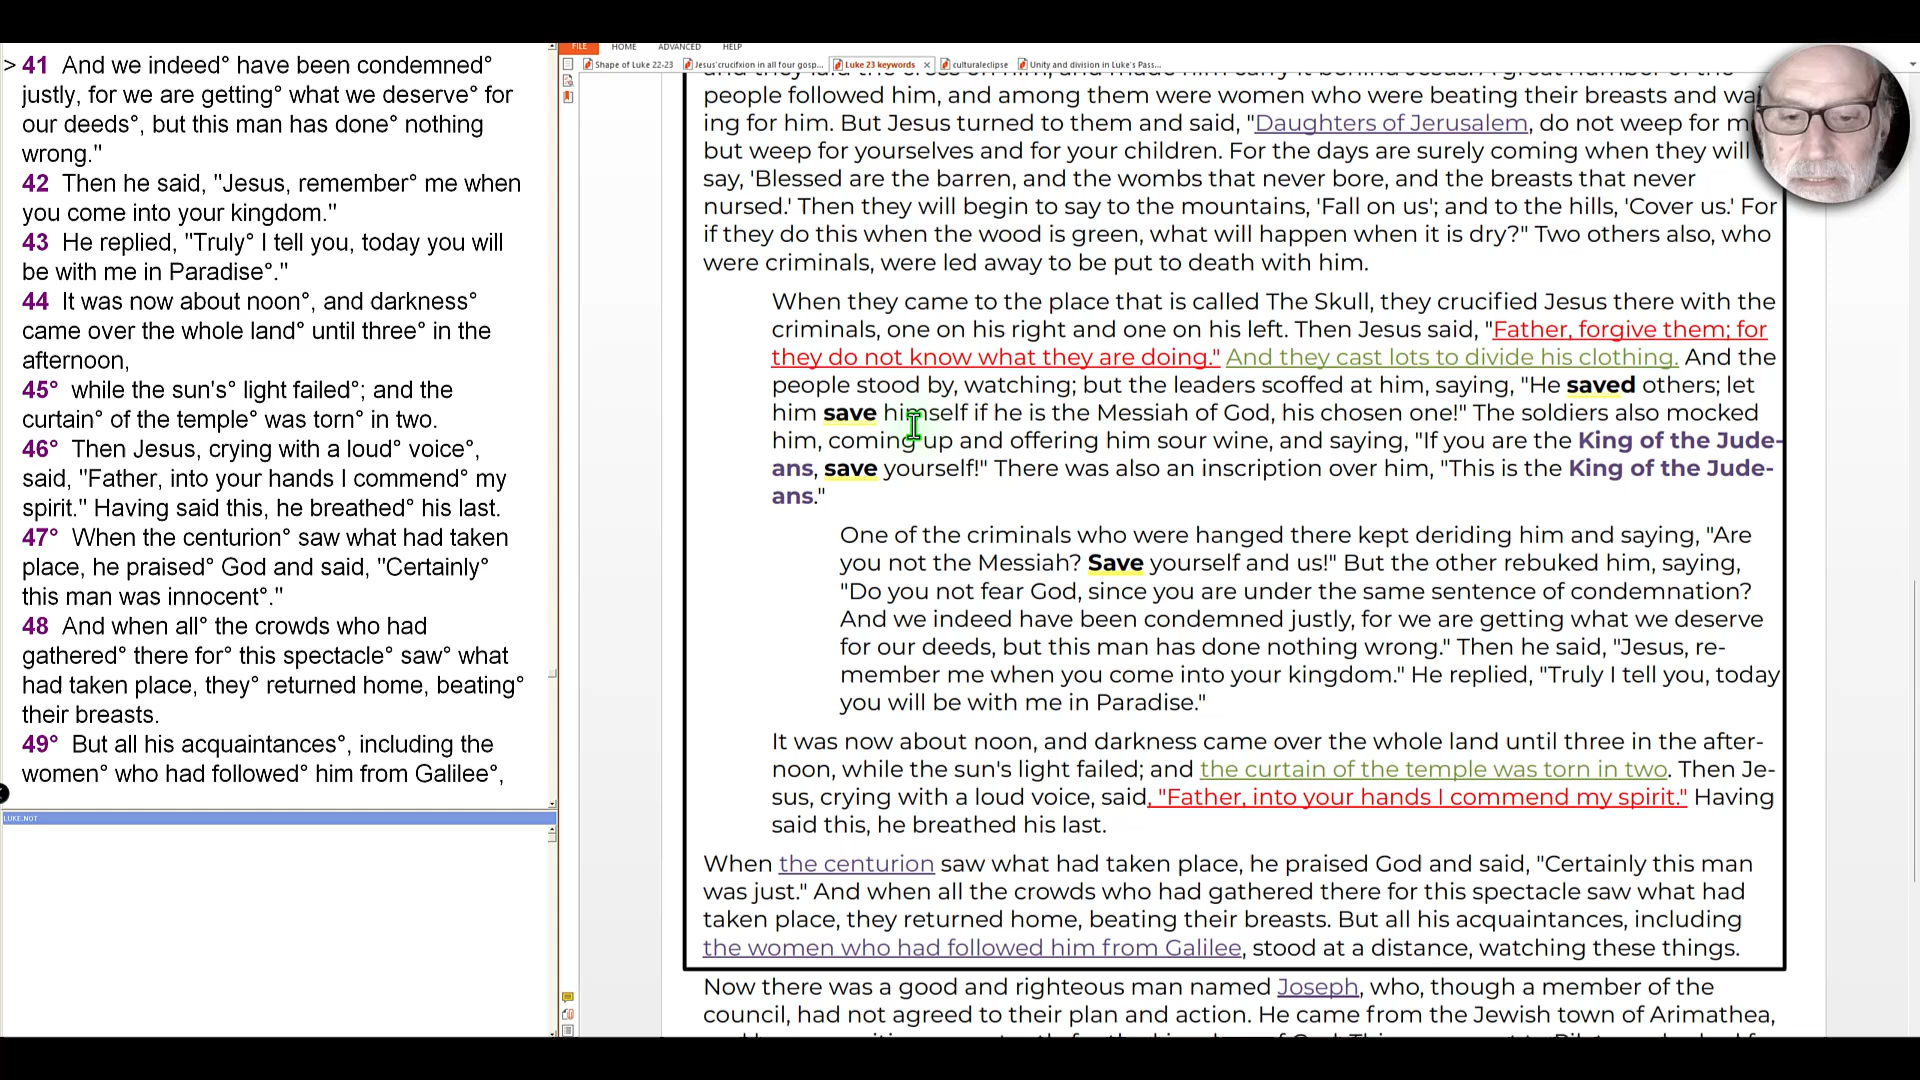 > 41 And we indeed° have been condemned°
justly, for we are getting° what we deserve° for
our deeds°, but this man has done° nothing
wrong."
42 Then he said, "Jesus, remember° me when
you come into your kingdom."
43 He replied, "Truly° I tell you, today you will
be with me in Paradise°."
44 It was now about noon°, and darkness°
came over the whole land° until three° in the
afternoon,
45° while the sun's° light failed°; and the
curtain° of the temple° was torn° in two.
46° Then Jesus, crying with a loud° voice°,
said, "Father, into your hands I commend° my
spirit." Having said this, he breathed° his last.
47° When the centurion° saw what had taken
place, he praised° God and said, "Certainly°
this man was innocent°."
48 And when all° the crowds who had
gathered° there for° this spectacle° saw° what
had taken place, they° returned home, beating°
their breasts.
49° But all his acquaintances°, including the
women° who had followed° him from Galilee°,
LUKE.NOT
FILE HOME ADVANCED HELP
Shape of Luke 22-23 Jesus'crucifixion in all four gosp... Luke 23 keywords × culturaleclipse Unity and division in Luke's Pass...
people followed him, and among them were women who were beating their breasts and wai
ing for him. But Jesus turned to them and said, "Daughters of Jerusalem, do not weep for m
but weep for yourselves and for your children. For the days are surely coming when they will
say, 'Blessed are the barren, and the wombs that never bore, and the breasts that never
nursed.' Then they will begin to say to the mountains, 'Fall on us'; and to the hills, 'Cover us.' For
if they do this when the wood is green, what will happen when it is dry?" Two others also, who
were criminals, were led away to be put to death with him.
When they came to the place that is called The Skull, they crucified Jesus there with the
criminals, one on his right and one on his left. Then Jesus said, "Father, forgive them; for
they do not know what they are doing." And they cast lots to divide his clothing. And the
people stood by, watching; but the leaders scoffed at him, saying, "He saved others; let
him save himself if he is the Messiah of God, his chosen one!" The soldiers also mocked
him, coming up and offering him sour wine, and saying, "If you are the King of the Jude-
ans, save yourself!" There was also an inscription over him, "This is the King of the Jude-
ans."
One of the criminals who were hanged there kept deriding him and saying, "Are
you not the Messiah? Save yourself and us!" But the other rebuked him, saying,
"Do you not fear God, since you are under the same sentence of condemnation?
And we indeed have been condemned justly, for we are getting what we deserve
for our deeds, but this man has done nothing wrong." Then he said, "Jesus, re-
member me when you come into your kingdom." He replied, "Truly I tell you, today
you will be with me in Paradise."
It was now about noon, and darkness came over the whole land until three in the after-
noon, while the sun's light failed; and the curtain of the temple was torn in two. Then Je-
sus, crying with a loud voice, said, "Father, into your hands I commend my spirit." Having
said this, he breathed his last.
When the centurion saw what had taken place, he praised God and said, "Certainly this man
was just." And when all the crowds who had gathered there for this spectacle saw what had
taken place, they returned home, beating their breasts. But all his acquaintances, including
the women who had followed him from Galilee, stood at a distance, watching these things.
Now there was a good and righteous man named Joseph, who, though a member of the
council, had not agreed to their plan and action. He came from the Jewish town of Arimathea,